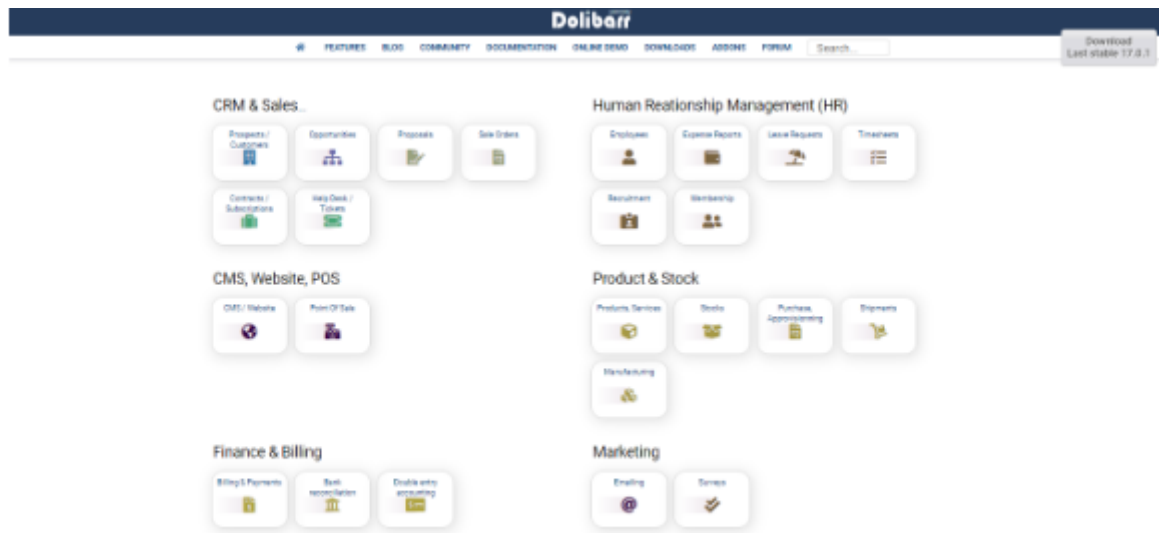 Dolibarr
FEATURES BLOG COMMUNITY DOCUMENTATION ONLINE DEMO DOWNLOADS ADDONS FORUM Search...
Download
Last stable 17.0.1
CRM & Sales...
Prospects /
Customers
Opportunities
Proposals
Sale Orders
Contracts /
Subscriptions
Help Desk /
Tickets
Human Reationship Management (HR)
Employees
Expense Reports
Leave Requests
Timesheets
Recruitment
Membership
CMS, Website, POS
CMS / Website
Point Of Sale
Product & Stock
Products, Services
Stocks
Purchase,
Approvisionning
Shipments
Manufacturing
Finance & Billing
Billing & Payments
Bank
reconciliation
Double entry
accounting
Marketing
Emailing
Surveys